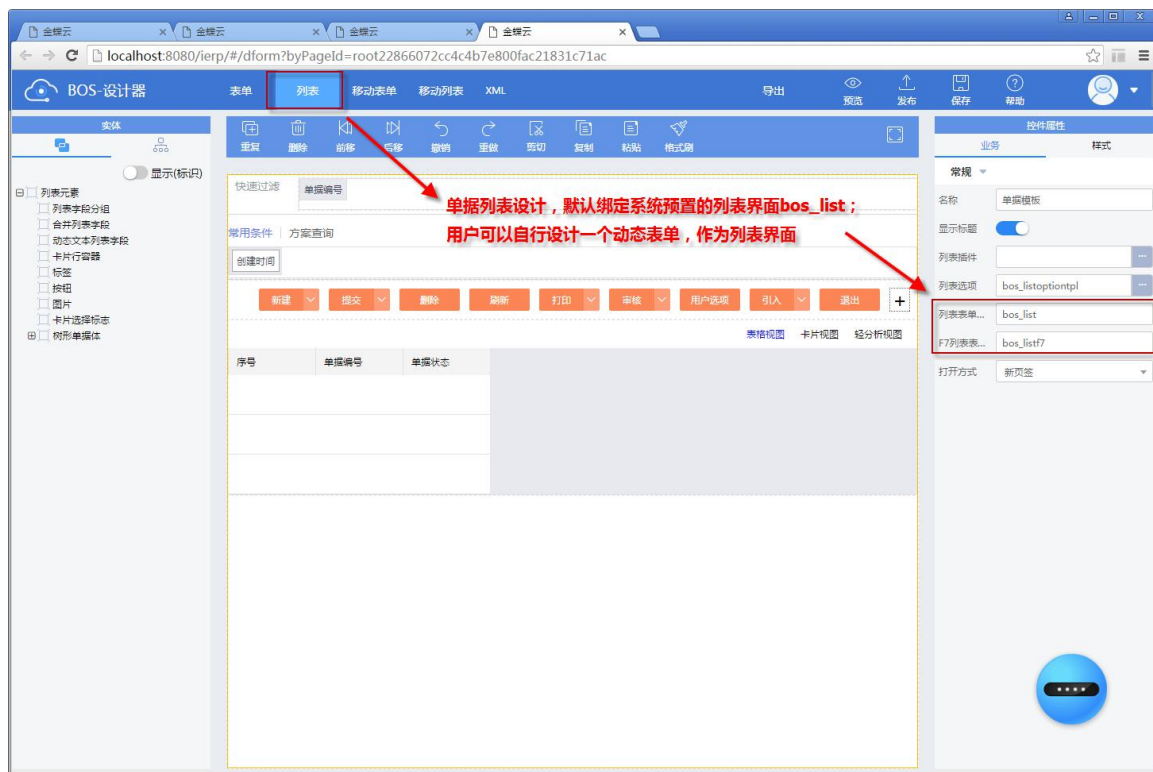 金蝶云
金蝶云
金蝶云
金蝶云
localhost:8080/ierp/#/dform?byPageId=root22866072cc4c4b7e800fac21831c71ac
BOS-设计器
表单
列表
移动表单
移动列表
XML
导出
预览
发布
保存
帮助
实体
显示(标识)
列表元素
列表字段分组
合并列表字段
动态文本列表字段
卡片行容器
标签
按钮
图片
卡片选择标志
树形单据体
重复
删除
前移
后移
撤销
重做
剪切
复制
粘贴
格式刷
快速过滤
单据编号
单据列表设计，默认绑定系统预置的列表界面bos_list；
用户可以自行设计一个动态表单，作为列表界面
常用条件
方案查询
创建时间
新建
提交
删除
刷新
打印
审核
用户选项
引入
退出
+
表格视图
卡片视图
轻分析视图
序号
单据编号
单据状态
控件属性
业务
样式
常规
名称
单据模板
显示标题
列表插件
列表选项
bos_listoptiontpl
列表表单...
bos_list
F7列表表...
bos_listf7
打开方式
新页签